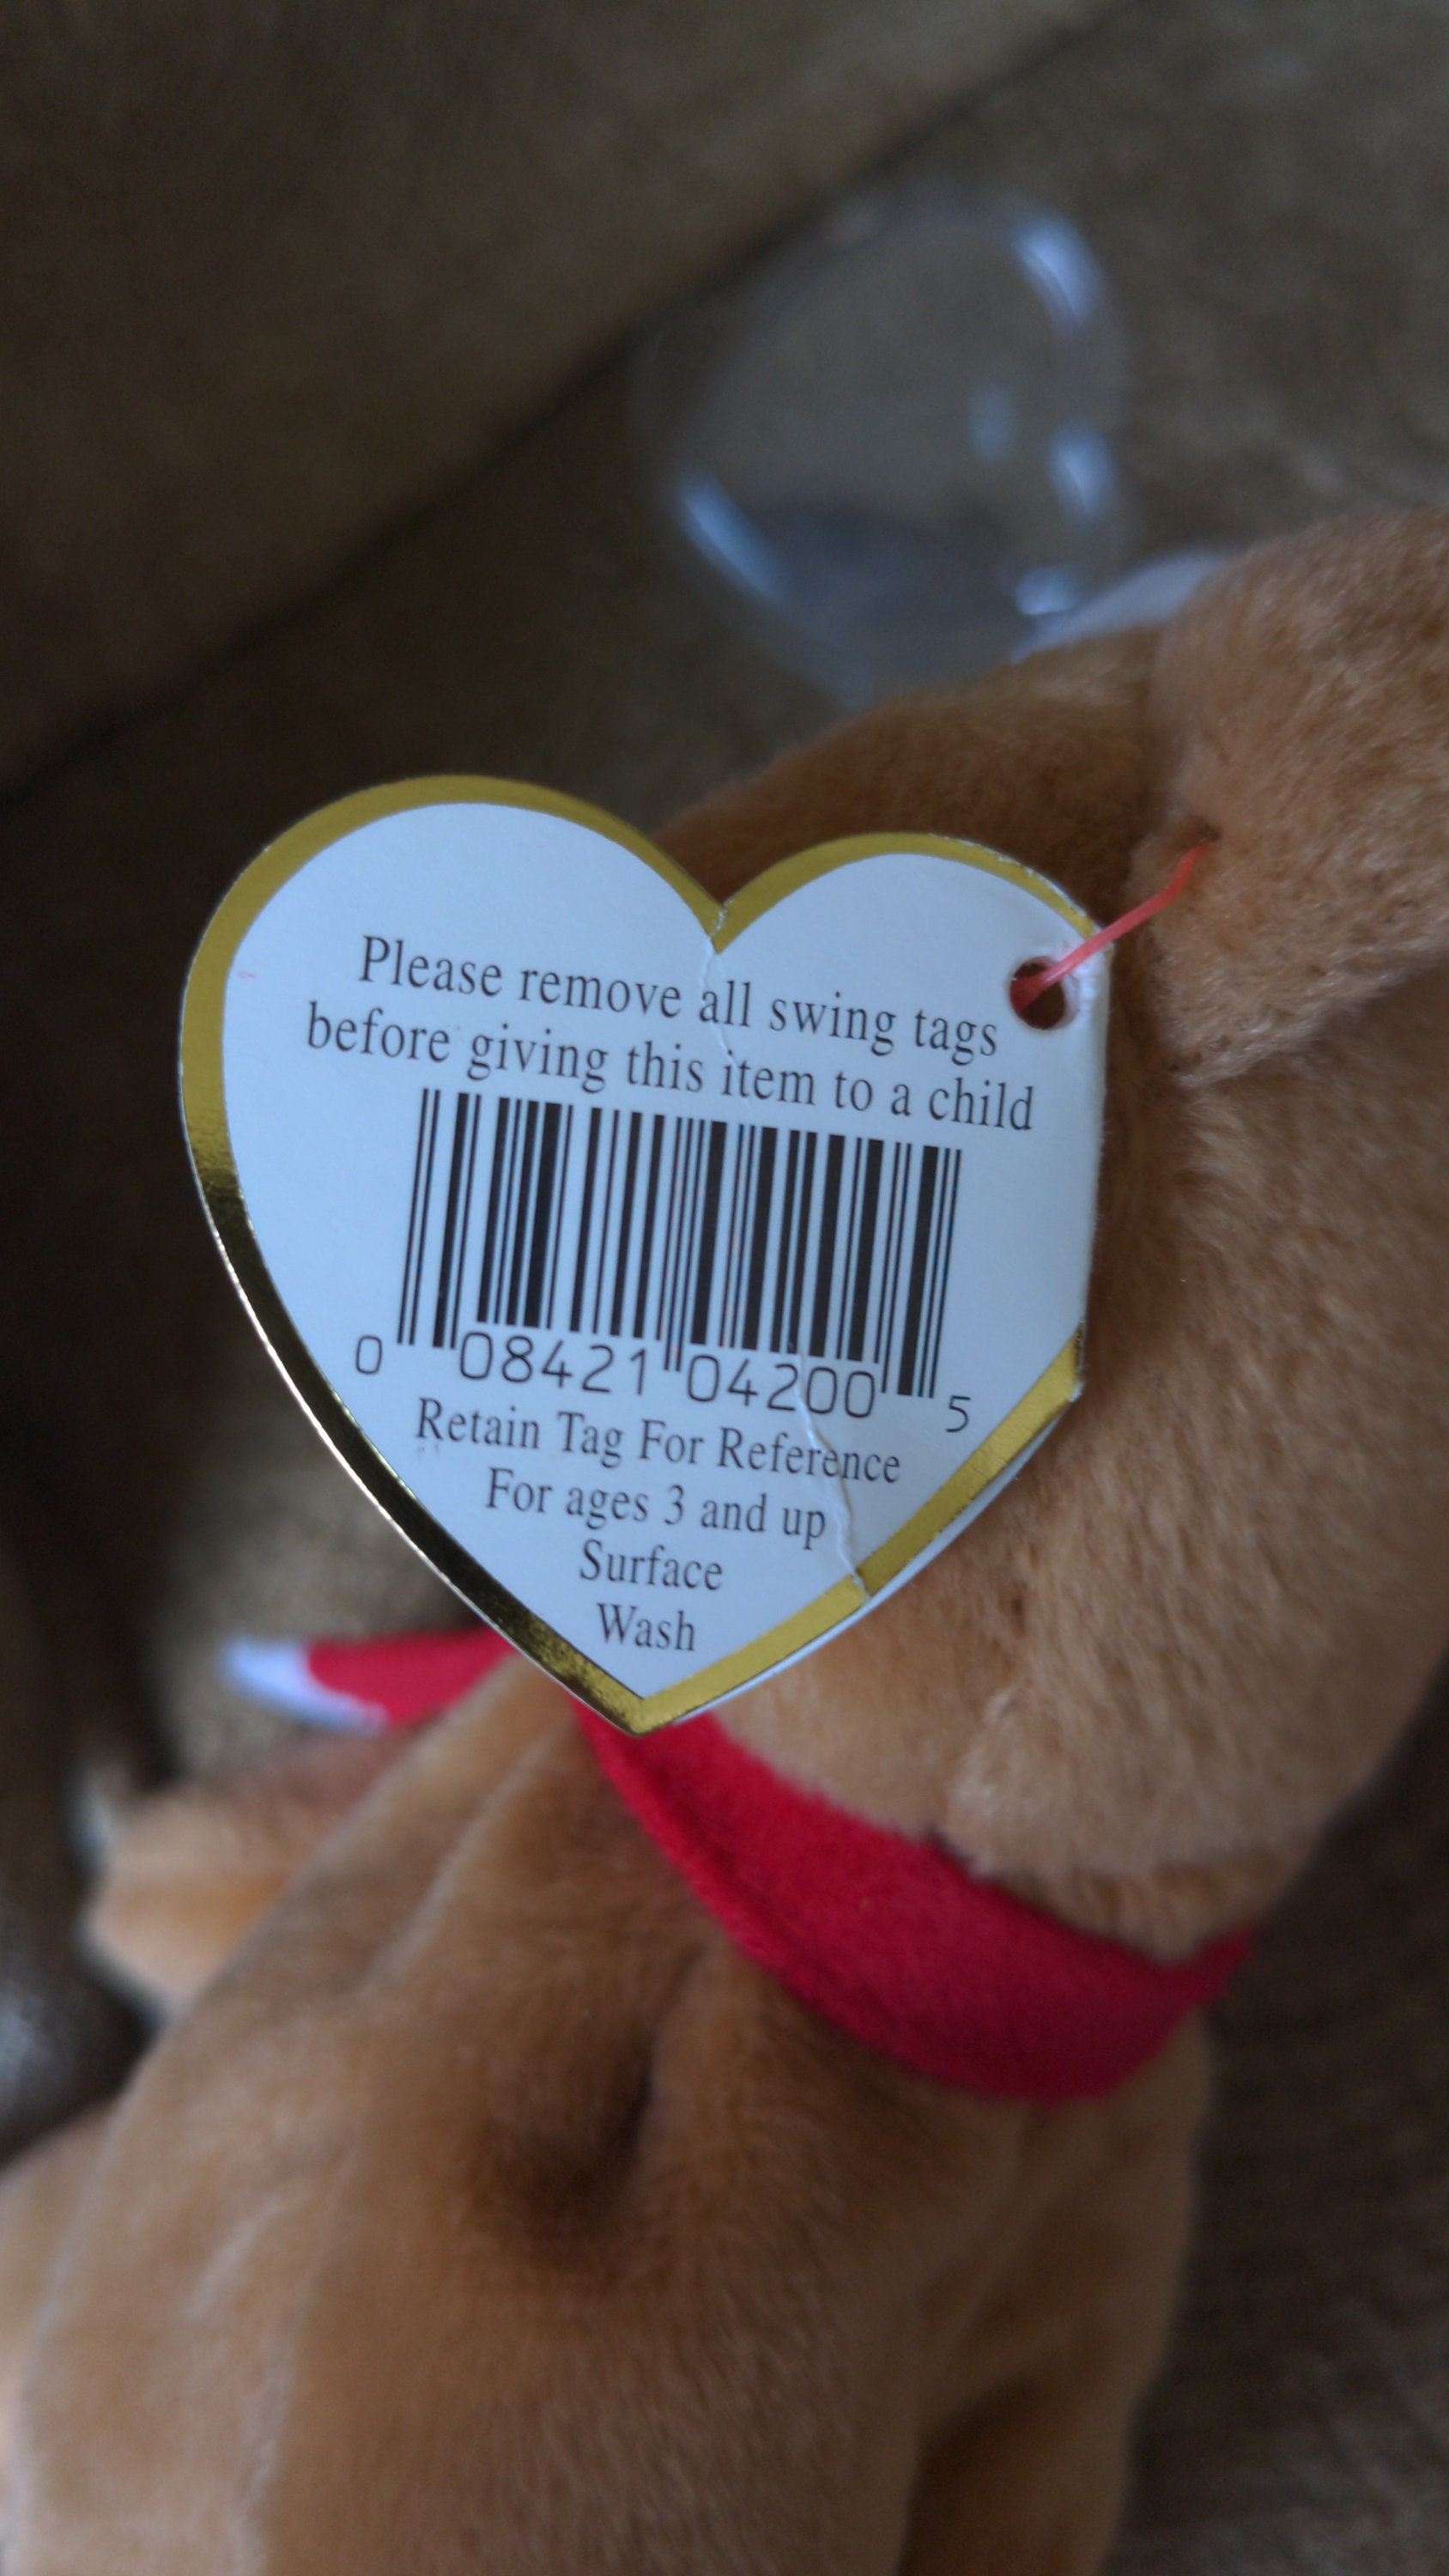 Please remove all swing tags
before giving this item to a child
0 08421 04200 5
Retain Tag For Reference
For ages 3 and up
Surface
Wash